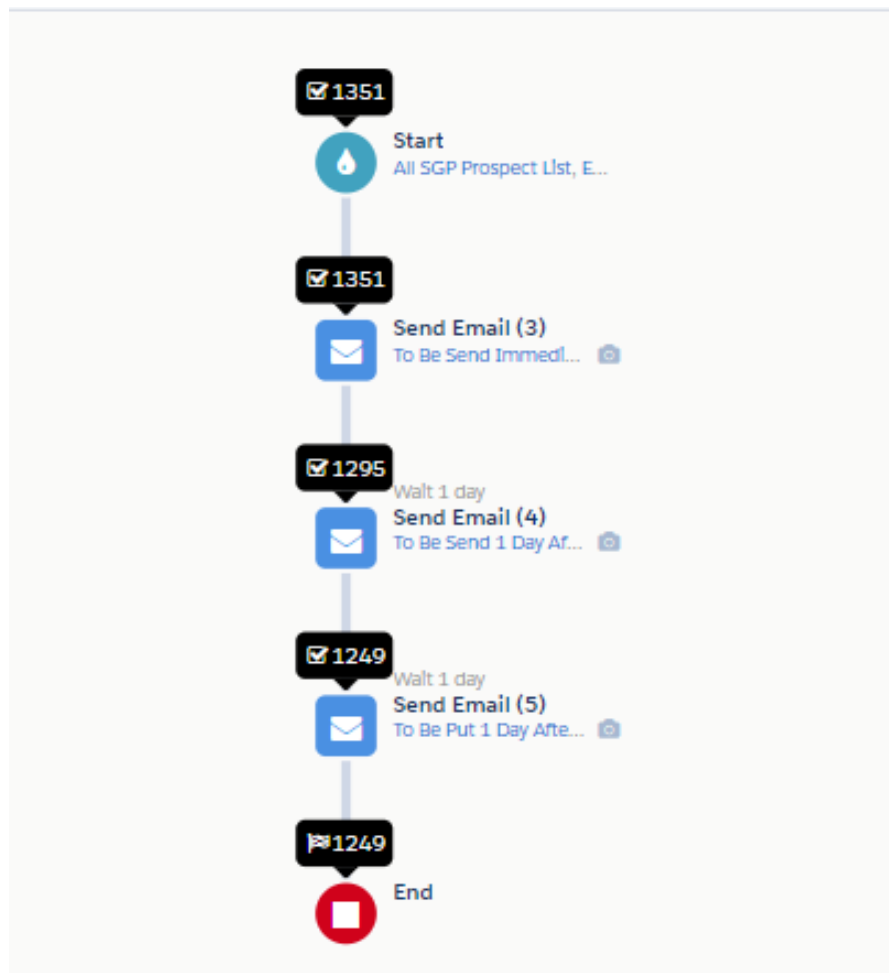 1351
Start
All SGP Prospect List, E...
1351
Send Email (3)
To Be Send Immedi...
1295
Wait 1 day
Send Email (4)
To Be Send 1 Day Af...
1249
Wait 1 day
Send Email (5)
To Be Put 1 Day Afte...
1249
End